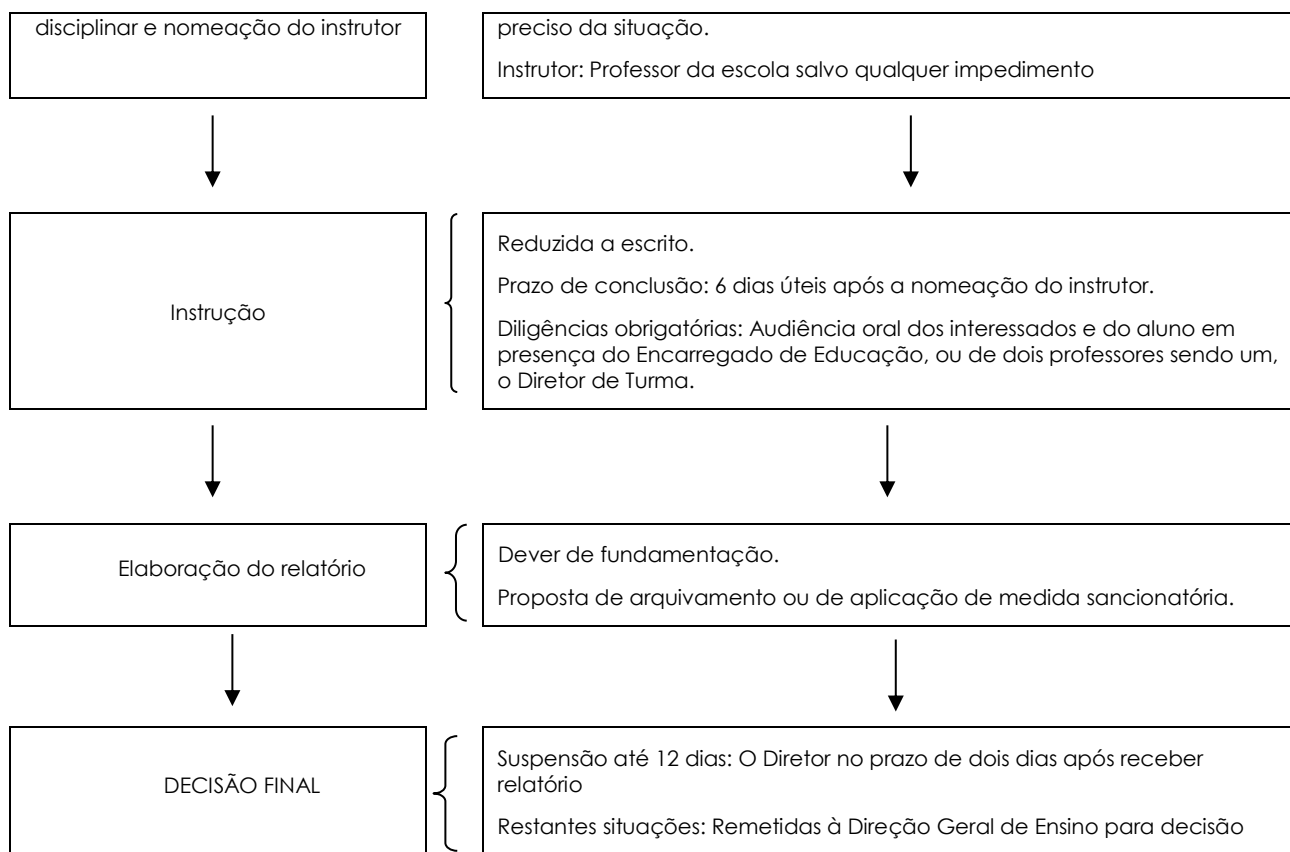 disciplinar e nomeação do instrutor
preciso da situação.
Instrutor: Professor da escola salvo qualquer impedimento
Instrução
Reduzida a escrito.
Prazo de conclusão: 6 dias úteis após a nomeação do instrutor.
Diligências obrigatórias: Audiência oral dos interessados e do aluno em
presença do Encarregado de Educação, ou de dois professores sendo um,
o Diretor de Turma.
Elaboração do relatório
Dever de fundamentação.
Proposta de arquivamento ou de aplicação de medida sancionatória.
DECISÃO FINAL
Suspensão até 12 dias: O Diretor no prazo de dois dias após receber
relatório
Restantes situações: Remetidas à Direção Geral de Ensino para decisão